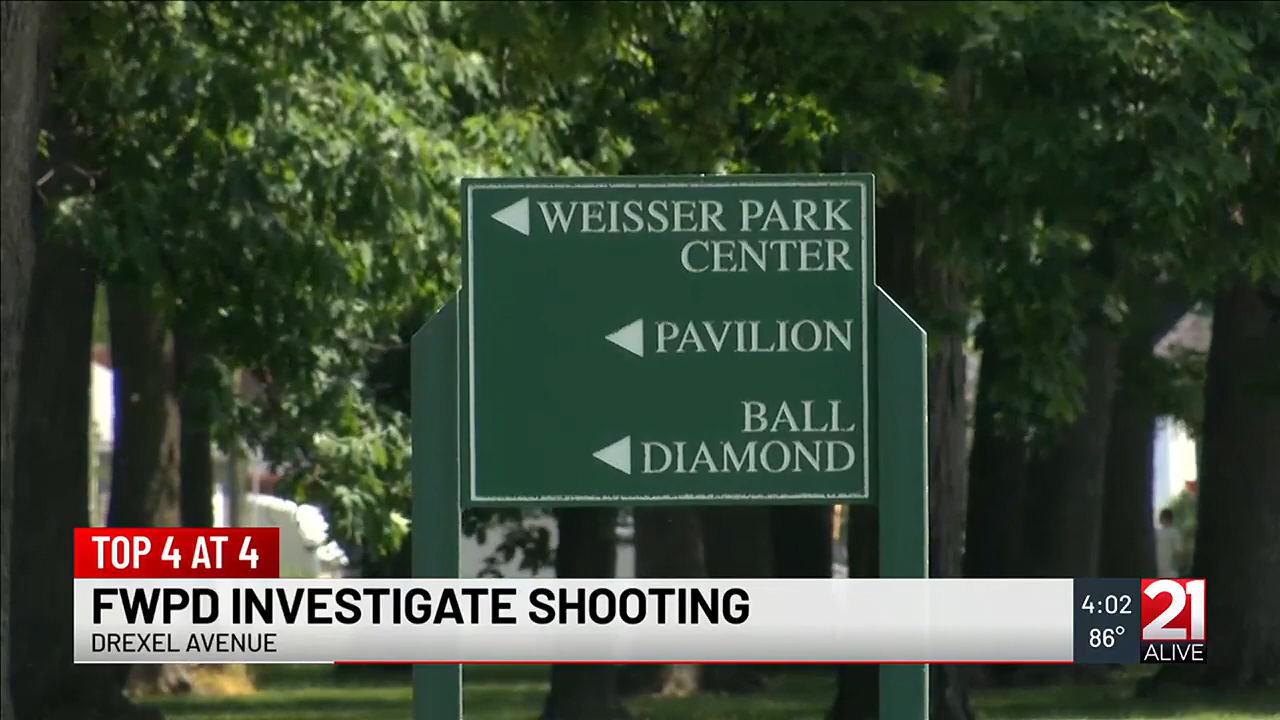 WEISSER PARK
CENTER
PAVILION
BALL
DIAMOND
TOP 4 AT 4
FWPD INVESTIGATE SHOOTING
DREXEL AVENUE
4:02
86°
21
ALIVE